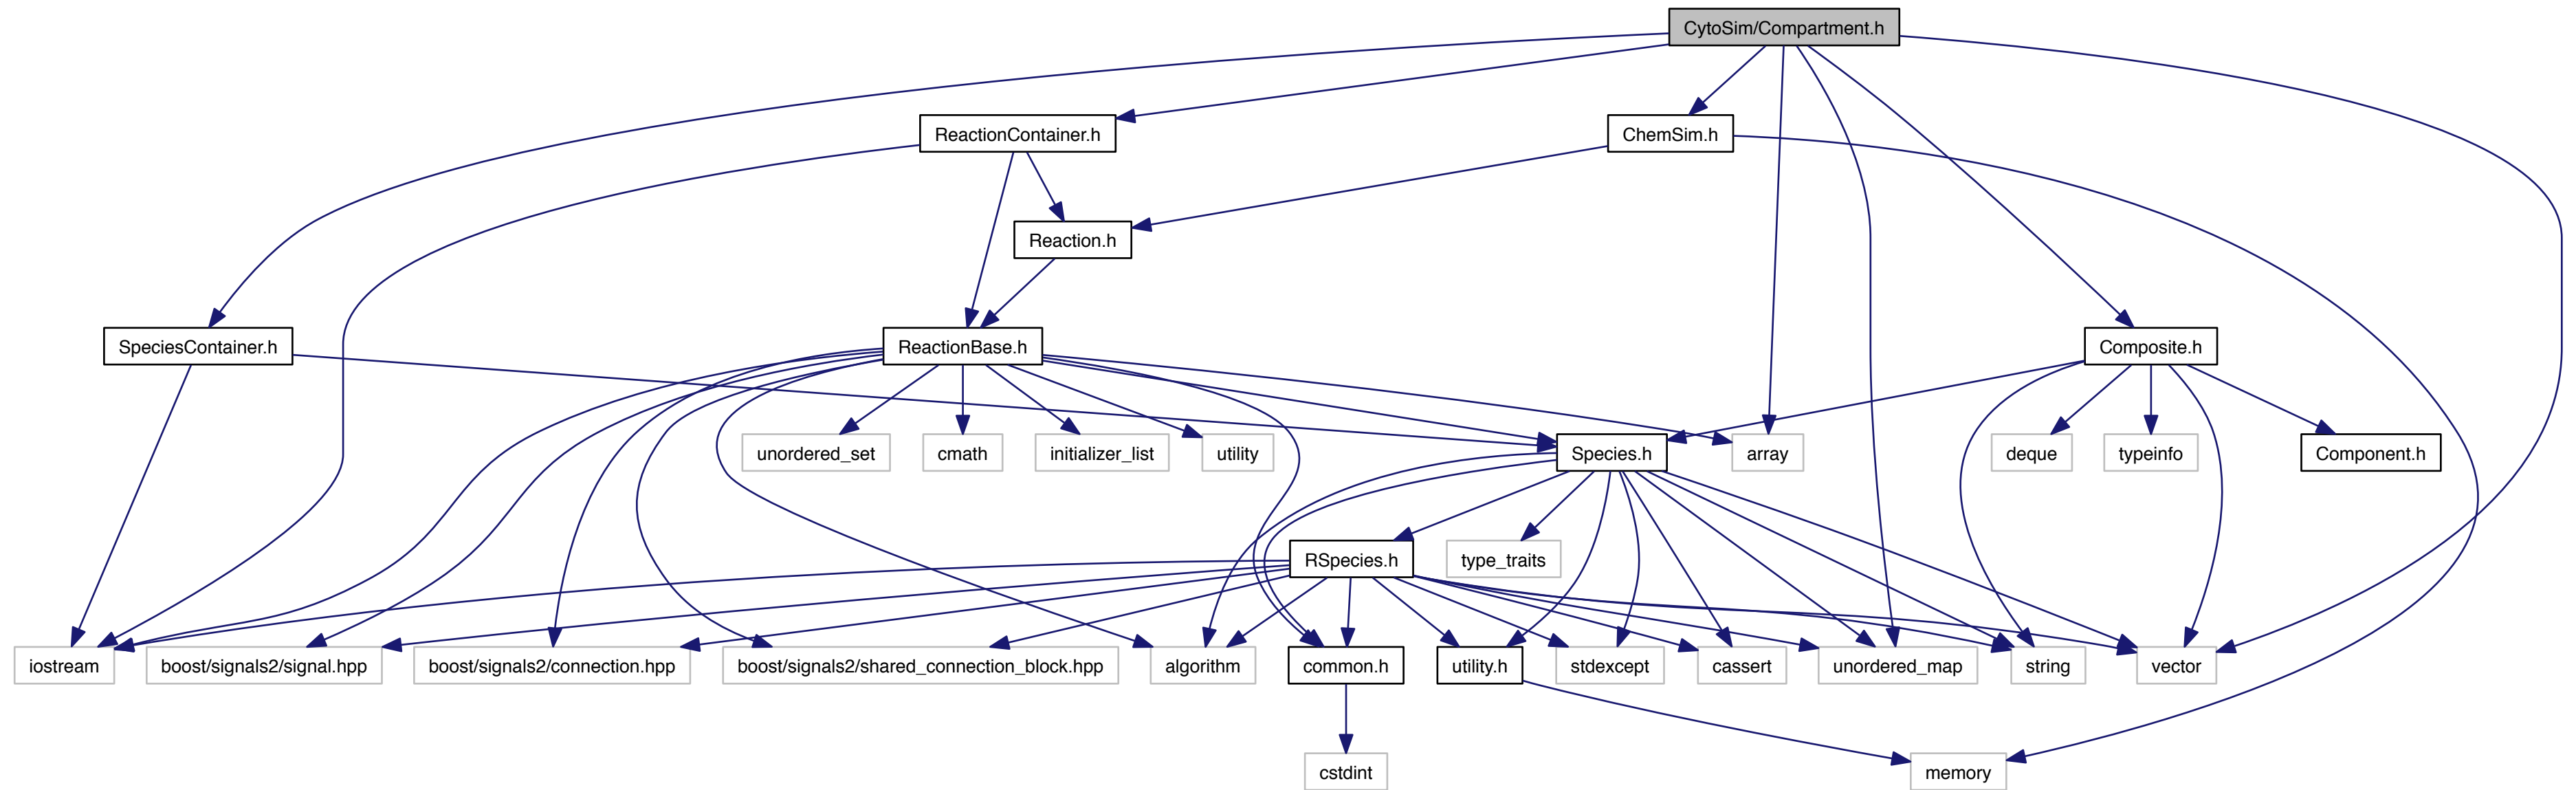 CytoSim/Compartment.h
ReactionContainer.h
ChemSim.h
Reaction.h
SpeciesContainer.h
ReactionBase.h
Composite.h
unordered_set
cmath
initializer_list
utility
Species.h
array
deque
typeinfo
Component.h
RSpecies.h
type_traits
iostream
boost/signals2/signal.hpp
boost/signals2/connection.hpp
boost/signals2/shared_connection_block.hpp
algorithm
common.h
utility.h
stdexcept
cassert
unordered_map
string
vector
cstdint
memory